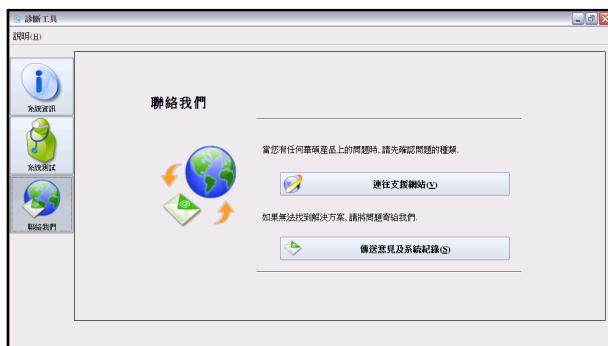 診斷工具
說明(H)
系統資訊
系統測試
聯絡我們
聯絡我們
當您有任何華碩產品上的問題時, 請先確認問題的種類.
連往支援網站(V)
如果無法找到解決方案, 請將問題寄給我們.
傳送意見及系統紀錄(S)